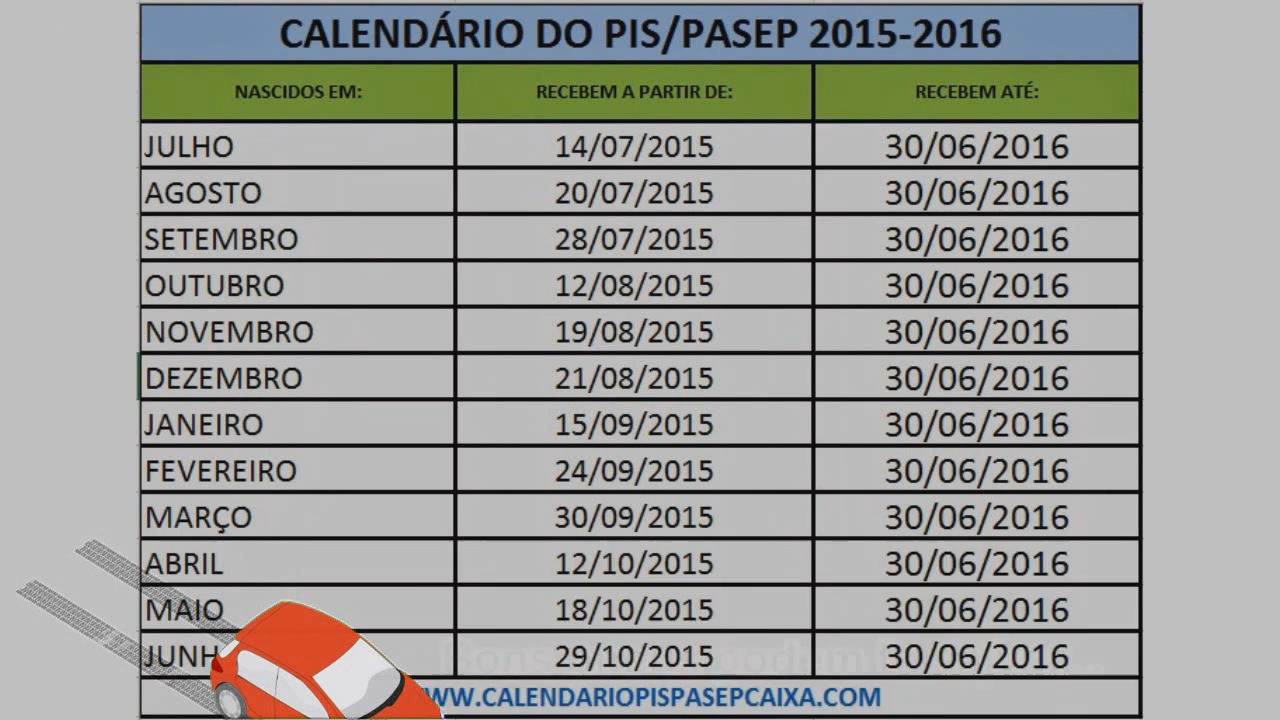 CALENDÁRIO DO PIS/PASEP 2015-2016
NASCIDOS EM: RECEBEM A PARTIR DE: RECEBEM ATÉ:
JULHO 14/07/2015 30/06/2016
AGOSTO 20/07/2015 30/06/2016
SETEMBRO 28/07/2015 30/06/2016
OUTUBRO 12/08/2015 30/06/2016
NOVEMBRO 19/08/2015 30/06/2016
DEZEMBRO 21/08/2015 30/06/2016
JANEIRO 15/09/2015 30/06/2016
FEVEREIRO 24/09/2015 30/06/2016
MARÇO 30/09/2015 30/06/2016
ABRIL 12/10/2015 30/06/2016
MAIO 18/10/2015 30/06/2016
JUNH 29/10/2015 30/06/2016
WW.CALENDARIOPISPASEPCAIXA.COM